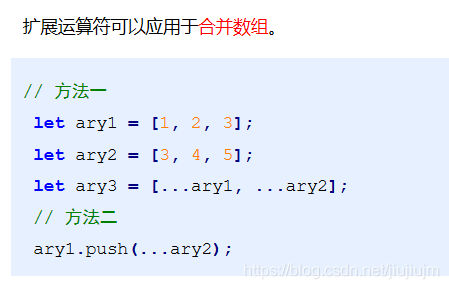 扩展运算符可以应用于合并数组。
// 方法一
let ary1 = [1, 2, 3];
let ary2 = [3, 4, 5];
let ary3 = [...ary1, ...ary2];
// 方法二
ary1.push(...ary2);
https://blog.csdn.net/jiujiujm